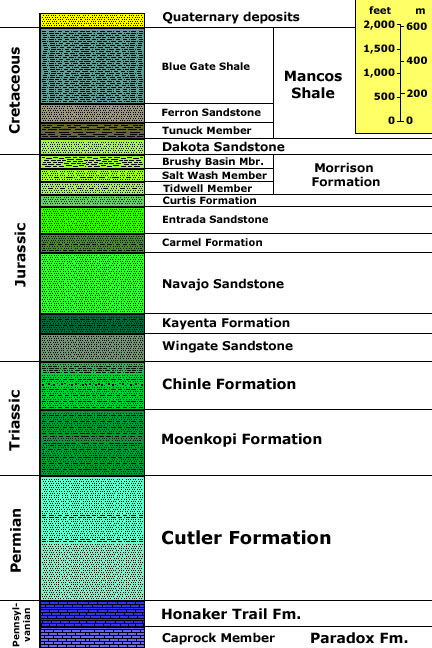 Quaternary deposits
feet m
2,000 600
1,500
400
1,000
200
500
0 0
Cretaceous
Blue Gate Shale
Mancos
Shale
Ferron Sandstone
Tunuck Member
Dakota Sandstone
Jurassic
Brushy Basin Mbr.
Salt Wash Member
Tidwell Member
Morrison
Formation
Curtis Formation
Entrada Sandstone
Carmel Formation
Navajo Sandstone
Kayenta Formation
Wingate Sandstone
Triassic
Chinle Formation
Moenkopi Formation
Permian
Cutler Formation
Pennsyl-
vanian
Honaker Trail Fm.
Caprock Member Paradox Fm.